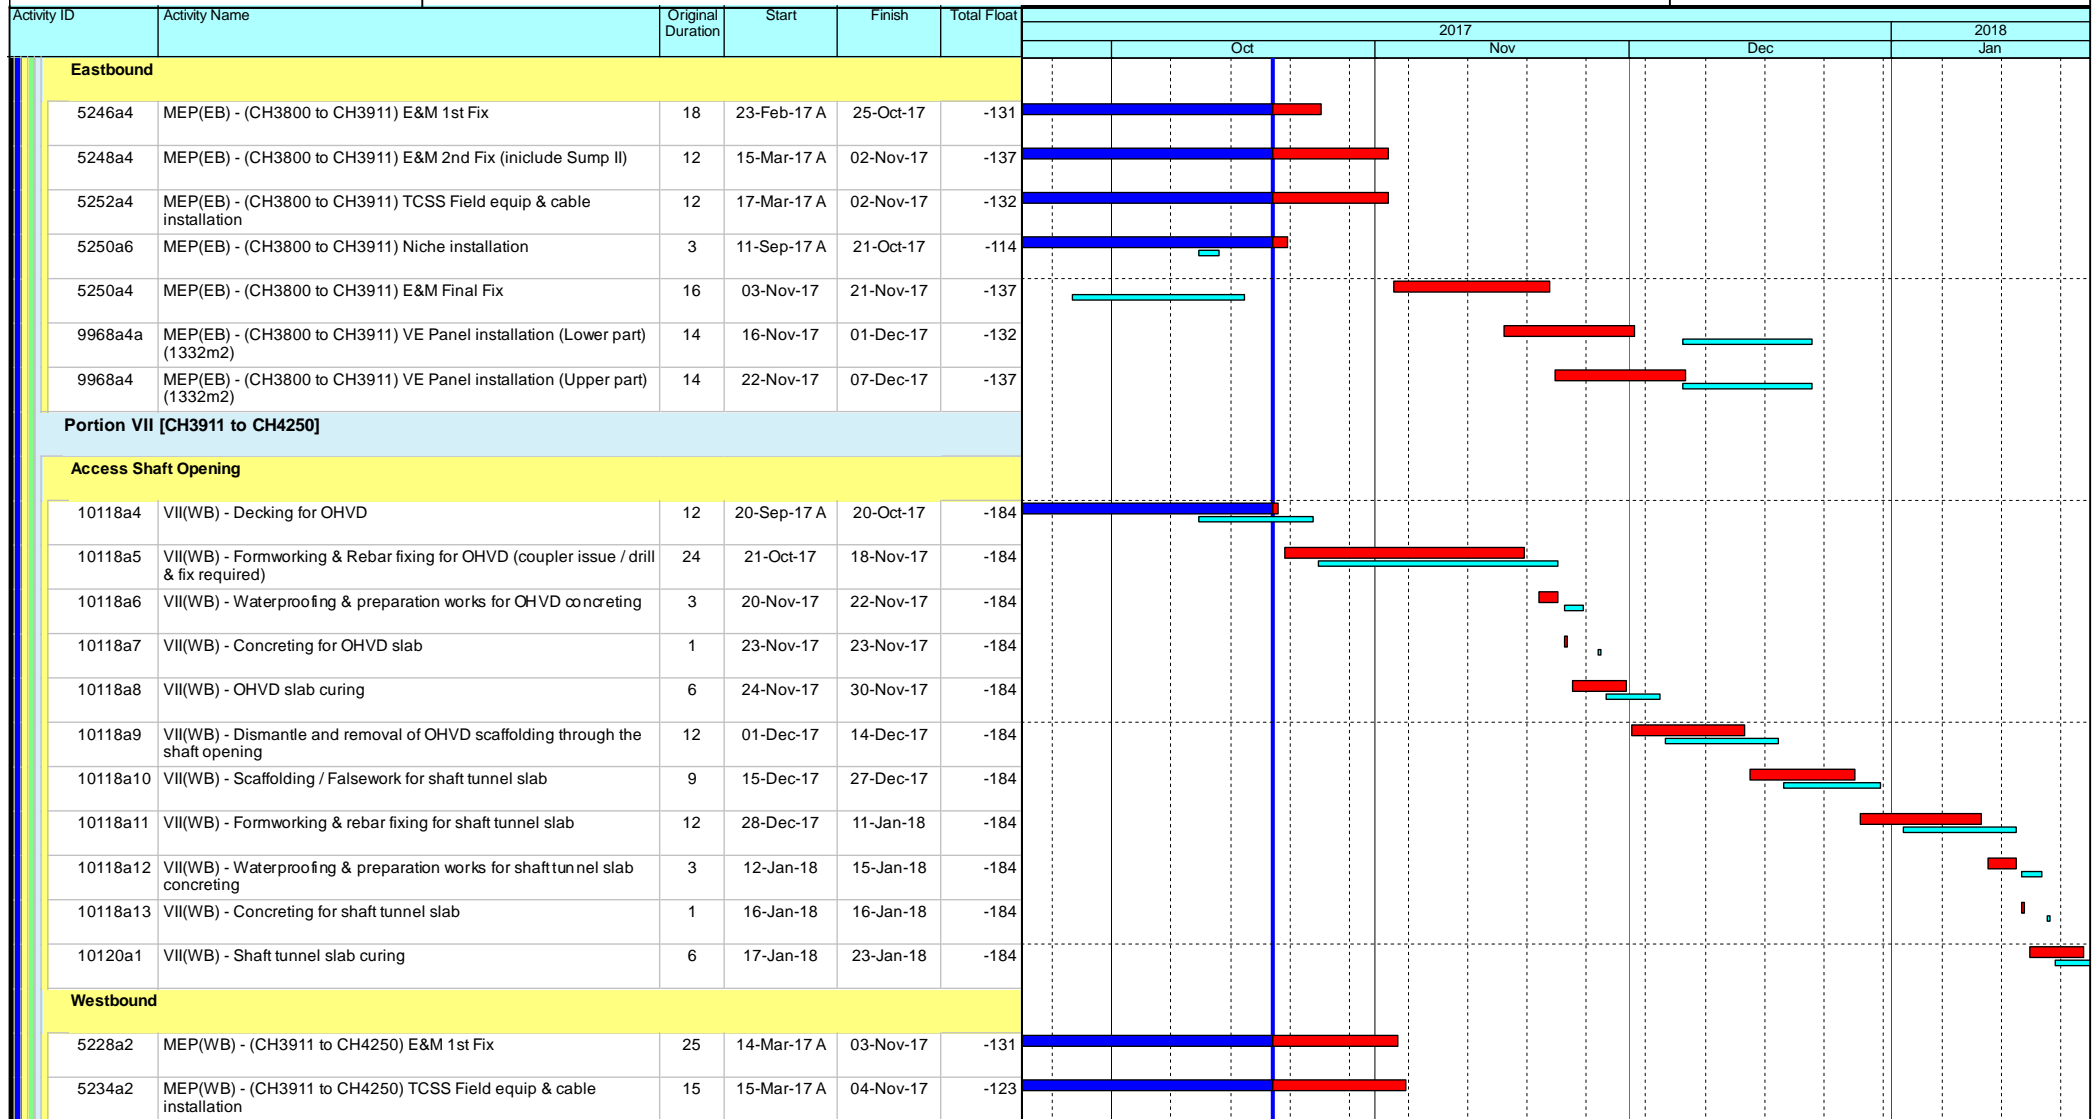 Activity ID Activity Name Original Duration Start Finish Total Float
2017 2018
Oct Nov Dec Jan
Eastbound
5246a4 MEP(EB) - (CH3800 to CH3911) E&M 1st Fix 18 23-Feb-17 A 25-Oct-17 -131
5248a4 MEP(EB) - (CH3800 to CH3911) E&M 2nd Fix (iniclude Sump II) 12 15-Mar-17 A 02-Nov-17 -137
5252a4 MEP(EB) - (CH3800 to CH3911) TCSS Field equip & cable 12 17-Mar-17 A 02-Nov-17 -132
installation
5250a6 MEP(EB) - (CH3800 to CH3911) Niche installation 3 11-Sep-17 A 21-Oct-17 -114
5250a4 MEP(EB) - (CH3800 to CH3911) E&M Final Fix 16 03-Nov-17 21-Nov-17 -137
9968a4a MEP(EB) - (CH3800 to CH3911) VE Panel installation (Lower part) 14 16-Nov-17 01-Dec-17 -132
(1332m2)
9968a4 MEP(EB) - (CH3800 to CH3911) VE Panel installation (Upper part) 14 22-Nov-17 07-Dec-17 -137
(1332m2)
Portion VII [CH3911 to CH4250]
Access Shaft Opening
10118a4 VII(WB) - Decking for OHVD 12 20-Sep-17 A 20-Oct-17 -184
10118a5 VII(WB) - Formworking & Rebar fixing for OHVD (coupler issue / drill 24 21-Oct-17 18-Nov-17 -184
& fix required)
10118a6 VII(WB) - Waterproofing & preparation works for OHVD concreting 3 20-Nov-17 22-Nov-17 -184
10118a7 VII(WB) - Concreting for OHVD slab 1 23-Nov-17 23-Nov-17 -184
10118a8 VII(WB) - OHVD slab curing 6 24-Nov-17 30-Nov-17 -184
10118a9 VII(WB) - Dismantle and removal of OHVD scaffolding through the 12 01-Dec-17 14-Dec-17 -184
shaft opening
10118a10 VII(WB) - Scaffolding / Falsework for shaft tunnel slab 9 15-Dec-17 27-Dec-17 -184
10118a11 VII(WB) - Formworking & rebar fixing for shaft tunnel slab 12 28-Dec-17 11-Jan-18 -184
10118a12 VII(WB) - Waterproofing & preparation works for shaft tunnel slab 3 12-Jan-18 15-Jan-18 -184
concreting
10118a13 VII(WB) - Concreting for shaft tunnel slab 1 16-Jan-18 16-Jan-18 -184
10120a1 VII(WB) - Shaft tunnel slab curing 6 17-Jan-18 23-Jan-18 -184
Westbound
5228a2 MEP(WB) - (CH3911 to CH4250) E&M 1st Fix 25 14-Mar-17 A 03-Nov-17 -131
5234a2 MEP(WB) - (CH3911 to CH4250) TCSS Field equip & cable 15 15-Mar-17 A 04-Nov-17 -123
installation